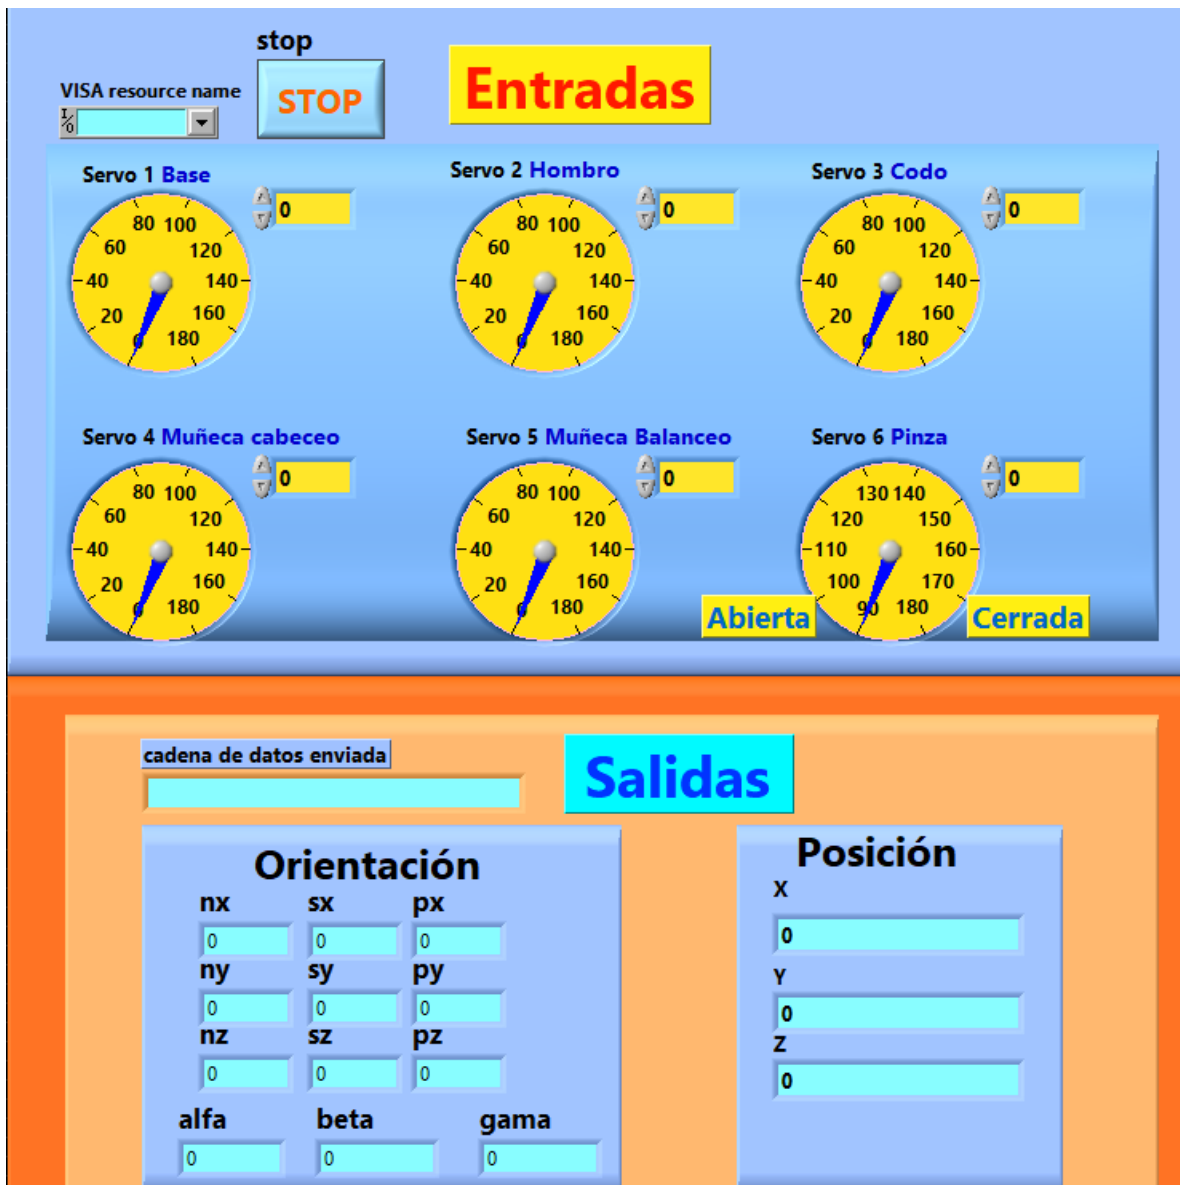 stop
VISA resource name
I/O
STOP
Entradas
Servo 1 Base
0
80 100
60 120
40 140
20 160
0 180
Servo 2 Hombro
0
80 100
60 120
40 140
20 160
0 180
Servo 3 Codo
0
80 100
60 120
40 140
20 160
0 180
Servo 4 Muñeca cabeceo
0
80 100
60 120
40 140
20 160
0 180
Servo 5 Muñeca Balanceo
0
80 100
60 120
40 140
20 160
0 180
Servo 6 Pinza
0
130 140
120 150
110 160
100 170
90 180
Abierta
Cerrada
cadena de datos enviada
Salidas
Orientación
nx sx px
0 0 0
ny sy py
0 0 0
nz sz pz
0 0 0
alfa beta gama
0 0 0
Posición
X
0
Y
0
Z
0